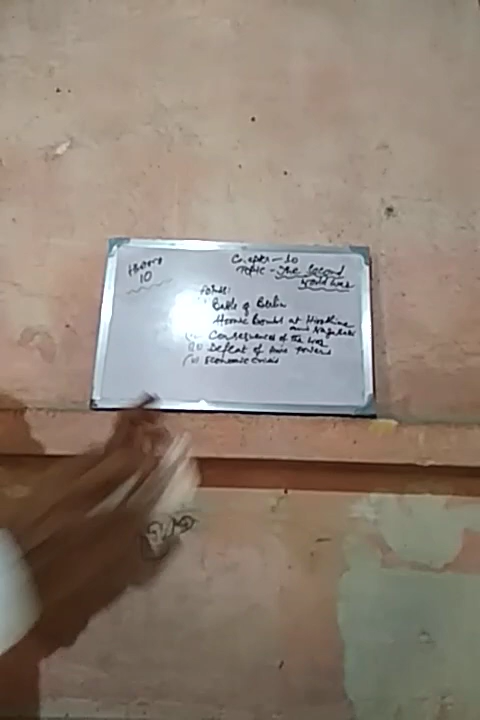 History
10
Chapter - 10
Topic - The Second
World War
Points:
Battle of Berlin
Atomic Bombs at Hiroshima
and Nagasaki
Consequences of the War
Defeat of Axis powers
Economic Crisis